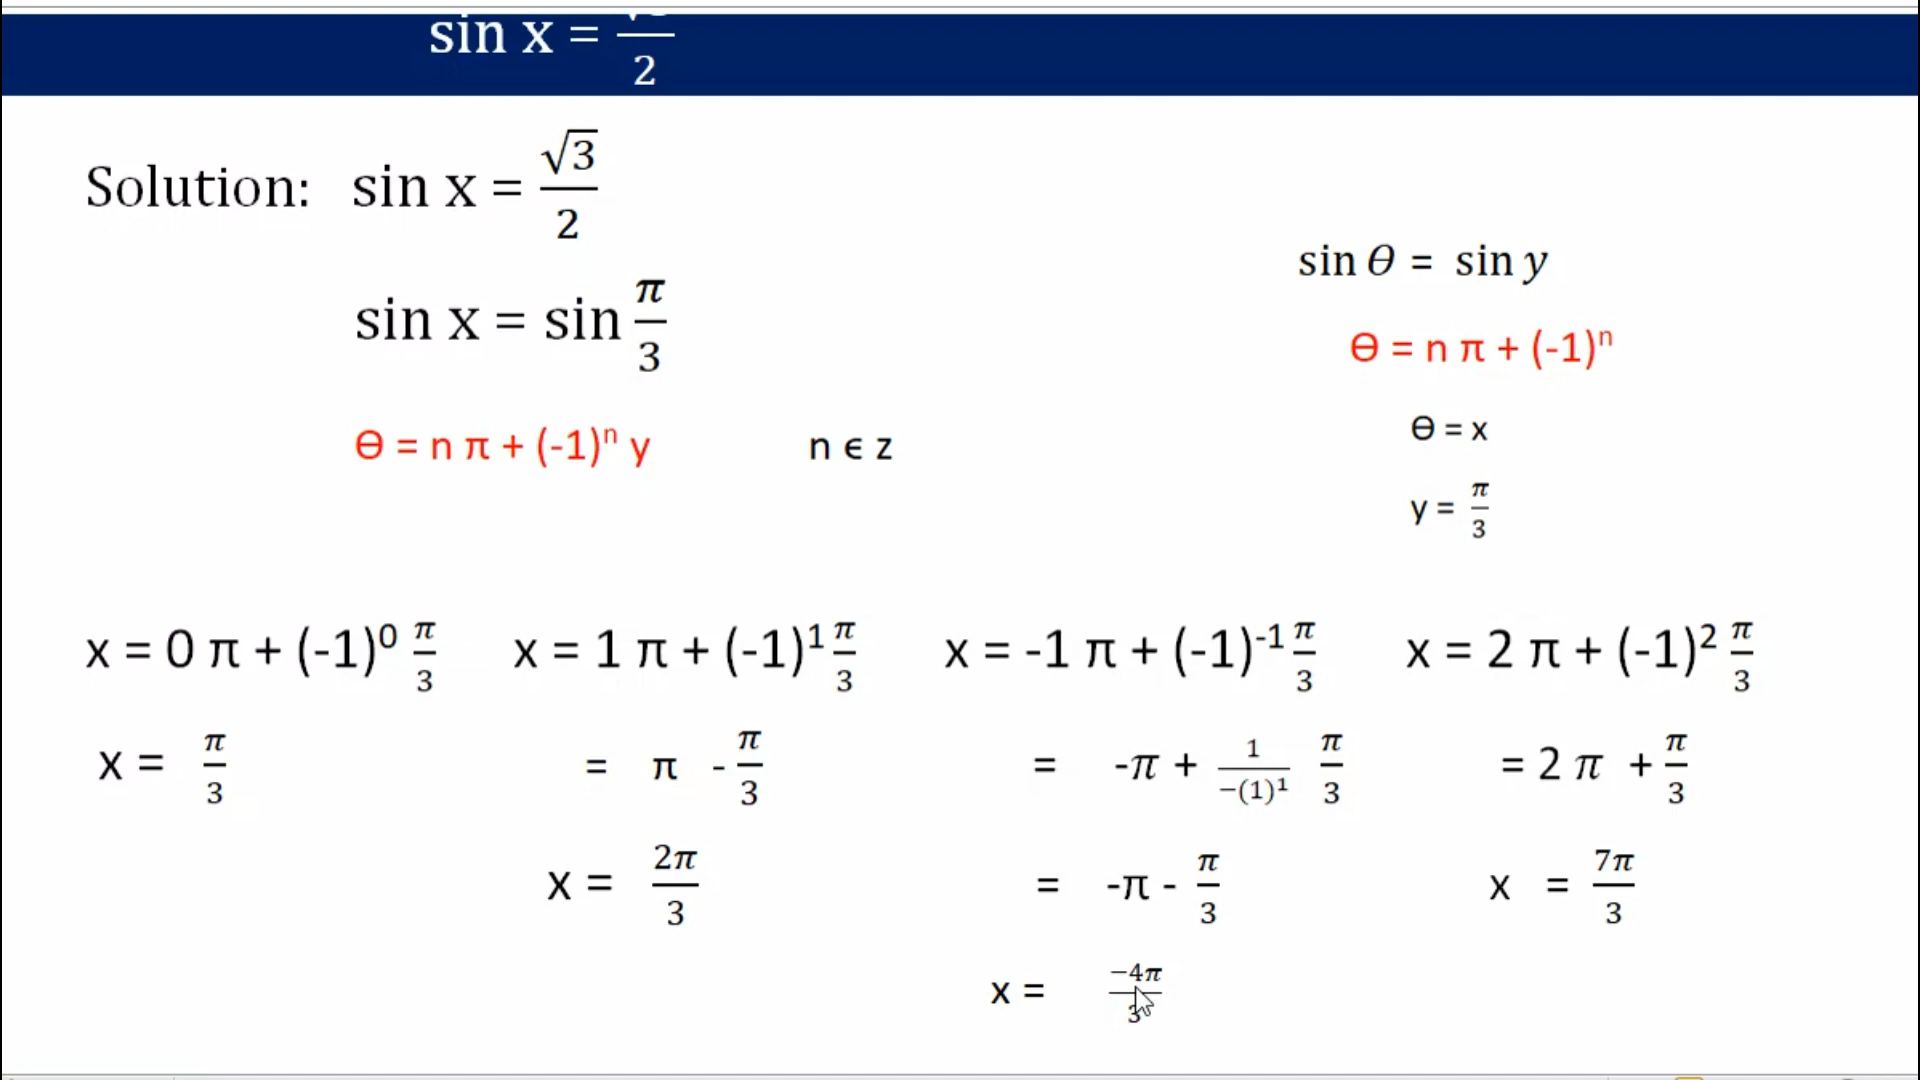 sin x = √3/2
Solution: sin x = √3/2
sin x = sin π/3
Ɵ = n π + (-1)ⁿ y n ϵ z
sin θ = sin y
Ɵ = n π + (-1)ⁿ
Ɵ = x
y = π/3
x = 0 π + (-1)⁰ π/3
x = π/3
x = 1 π + (-1)¹ π/3
= π - π/3
x = 2π/3
x = -1 π + (-1)⁻¹ π/3
= -π + 1/−(1)¹ π/3
= -π - π/3
x = −4π/3
x = 2 π + (-1)² π/3
= 2 π + π/3
x = 7π/3